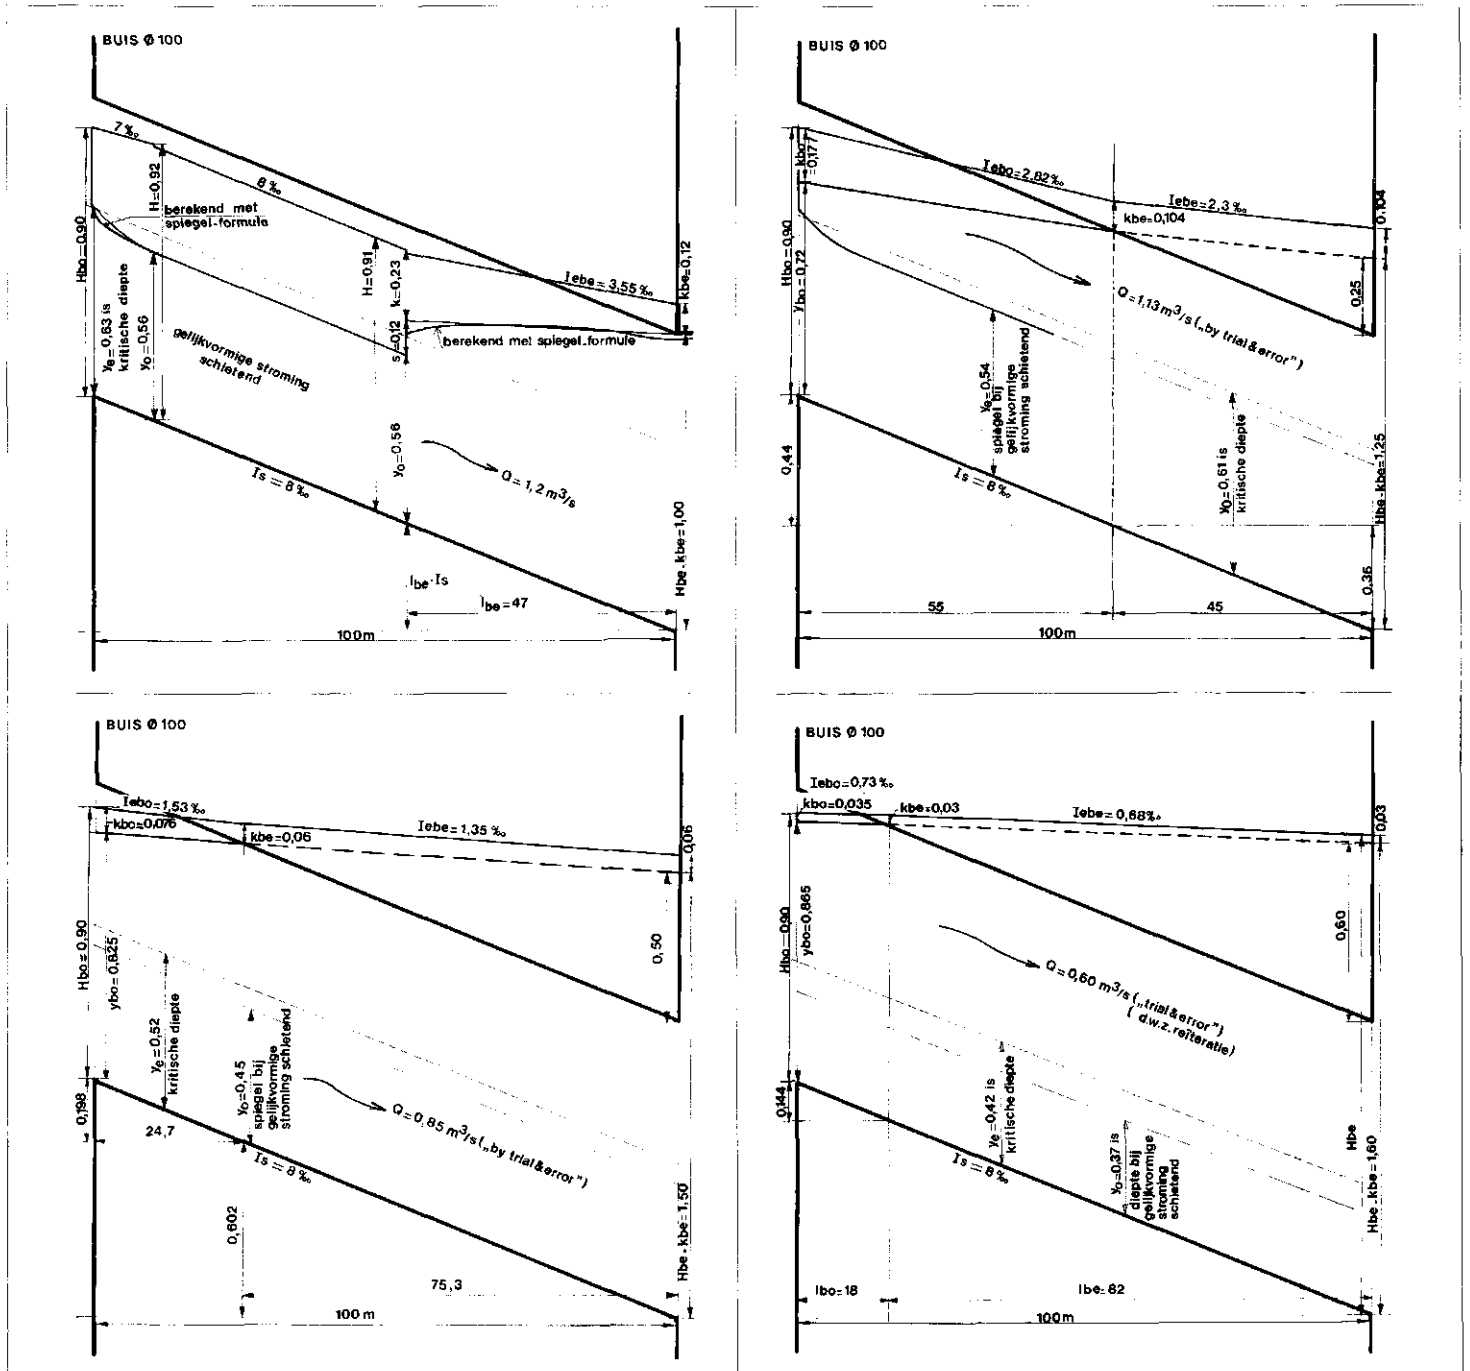 BUIS Ø 100
7 ‰
Hbo=0,90
H=0,92
8 ‰
berekend met
spiegel-formule
ye=0,63 is
kritische diepte
yo=0,56
gelijkvormige stroming
schietend
H=0,91
k=0,23
s=0,12
Iebe=3,55 ‰
kbe=0,12
berekend met spiegel-formule
yo=0,56
Q=1,2 m³/s
Is=8‰
Hbe-kbe=1,00
lbe·Is
lbe=47
100m
BUIS Ø 100
kbo
=0,177
Hbo=0,90
ybo=0,72
Iebo=2,82‰
Iebe=2,3‰
kbe=0,104
0,104
0,25
Q=1,13 m³/s („by trial&error")
ye=0,54
spiegel bij
gelijkvormige
stroming schietend
yo=0,61 is
kritische diepte
0,44
Is=8‰
Hbe-kbe=1,25
0,36
55
45
100m
BUIS Ø 100
Iebo=1,53 ‰
kbo=0,076
kbe=0,06
Iebe=1,35 ‰
0,06
Hbo=0,90
ybo=0,825
0,50
ye=0,52
kritische diepte
yo=0,45
spiegel bij
gelijkvormige
stroming schietend
0,198
24,7
Is=8‰
Q=0,85 m³/s („by trial&error")
0,602
Hbe-kbe=1,50
75,3
100m
BUIS Ø 100
Iebo=0,73 ‰
kbo=0,035
kbe=0,03
Iebe=0,68‰
0,03
Hbo=0,90
ybo=0,865
0,60
Q=0,60 m³/s („trial&error")
( d.w.z. reïteratie)
0,144
ye=0,42 is
kritische diepte
Is=8‰
yo=0,37 is
diepte bij
gelijkvormige
stroming
schietend
Hbe
Hbe-kbe=1,60
lbo=18
lbe=82
100m